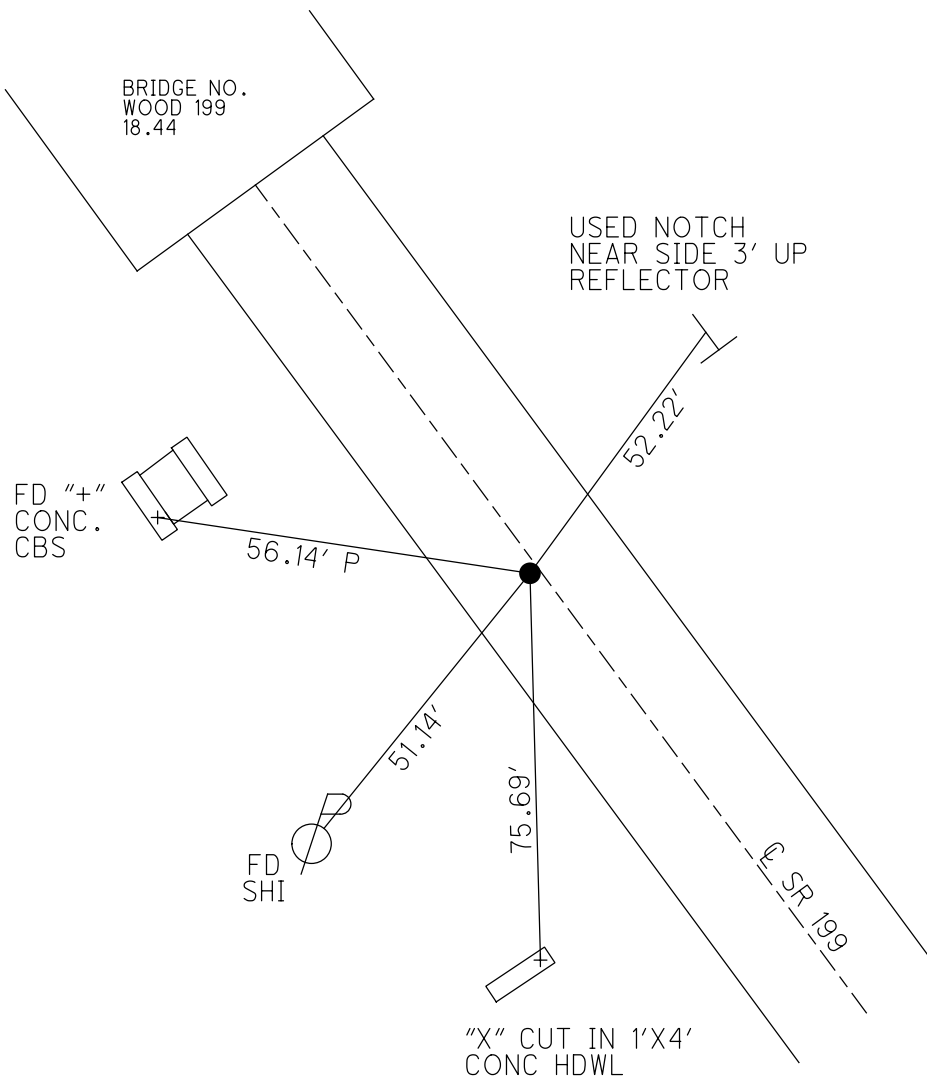 BRIDGE NO.
WOOD 199
18.44
USED NOTCH
NEAR SIDE 3' UP
REFLECTOR
52.22'
FD "+"
CONC.
CBS
56.14' P
51.14'
75.69'
P
FD
SHI
℄ SR 199
"X" CUT IN 1'X4'
CONC HDWL